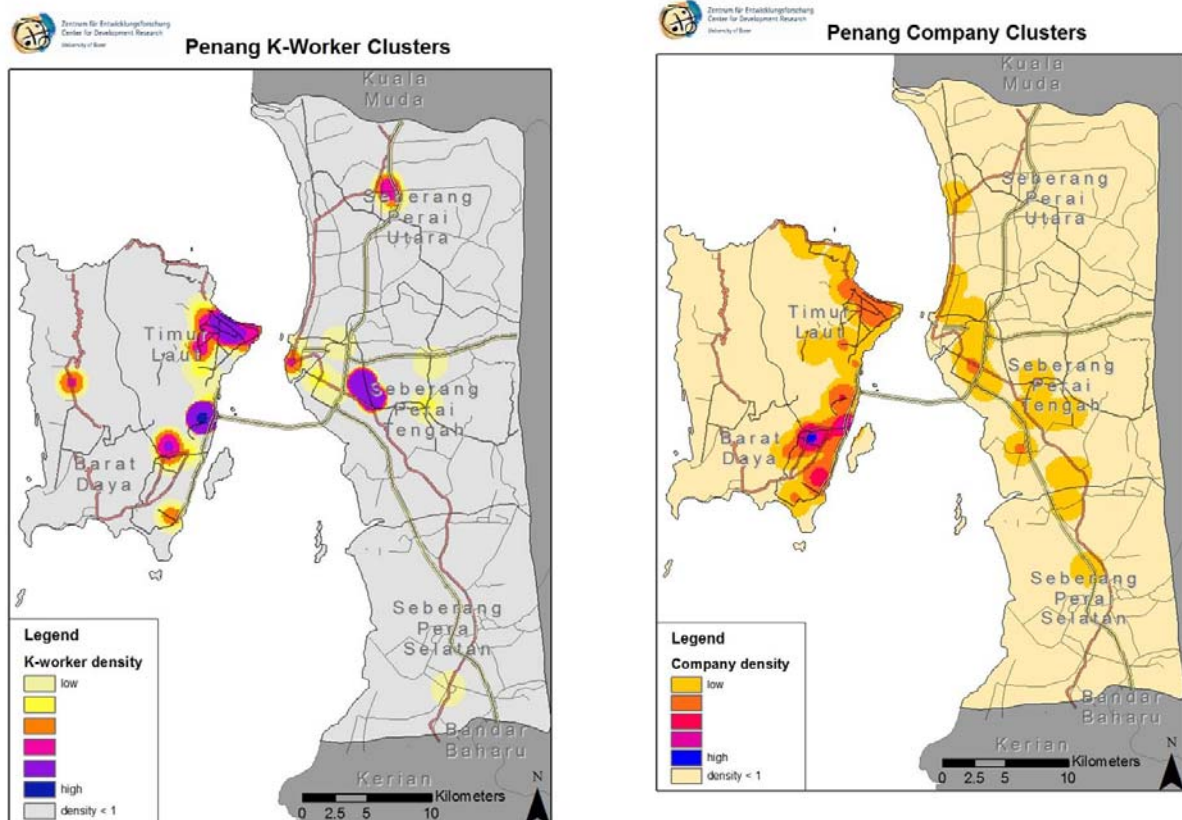 Zentrum für Entwicklungsforschung
Center for Development Research
University of Bonn
Penang K-Worker Clusters
Kuala
Muda
Seberang
Perai
Utara
Timur
Laut
Seberang
Perai
Tengah
Barat
Daya
Seberang
Perai
Selatan
Bandar
Baharu
Kerian
Legend
K-worker density
low
high
density < 1
N
Kilometers
0 2.5 5 10
Zentrum für Entwicklungsforschung
Center for Development Research
University of Bonn
Penang Company Clusters
Kuala
Muda
Seberang
Perai
Utara
Timur
Laut
Seberang
Perai
Tengah
Barat
Daya
Seberang
Perai
Selatan
Bandar
Baharu
Kerian
Legend
Company density
low
high
density < 1
N
Kilometers
0 2.5 5 10